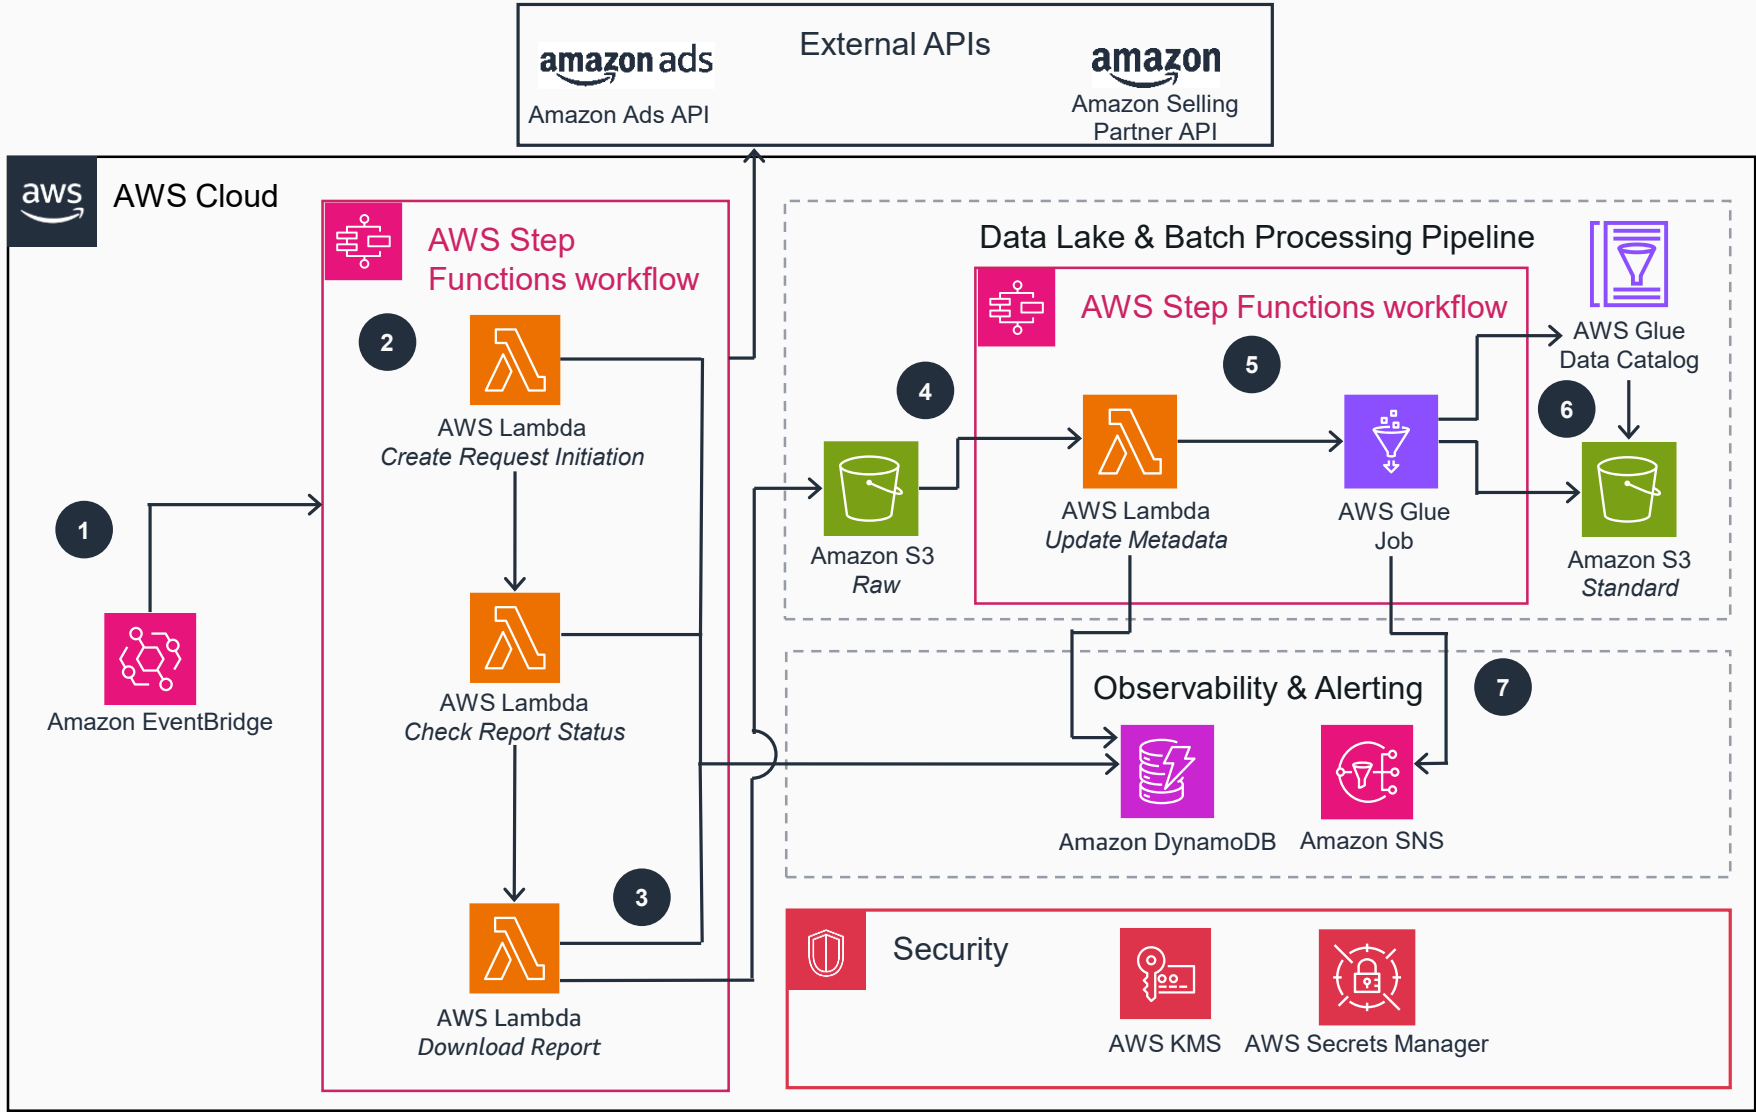 External APIs
amazon ads
Amazon Ads API
amazon
Amazon Selling
Partner API
aws
AWS Cloud
AWS Step
Functions workflow
2
AWS Lambda
Create Request Initiation
1
Amazon EventBridge
AWS Lambda
Check Report Status
3
AWS Lambda
Download Report
Data Lake & Batch Processing Pipeline
AWS Step Functions workflow
4
5
Amazon S3
Raw
AWS Lambda
Update Metadata
AWS Glue
Job
AWS Glue
Data Catalog
6
Amazon S3
Standard
Observability & Alerting
7
Amazon DynamoDB
Amazon SNS
Security
AWS KMS
AWS Secrets Manager